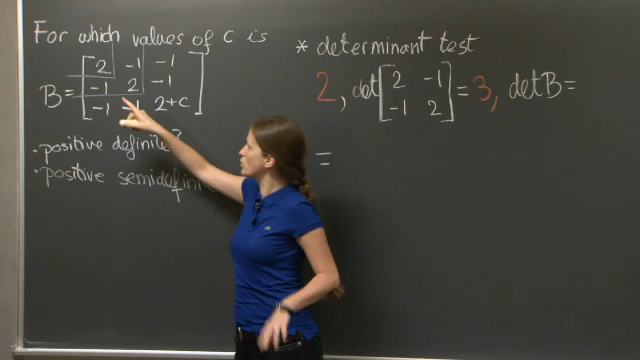 For which values of c is
B = [ 2 -1 -1
-1 2 -1
-1 -1 2+c ]
· positive definite?
· positive semidefini
* determinant test
2, det [ 2 -1
-1 2 ] = 3, det B =
=